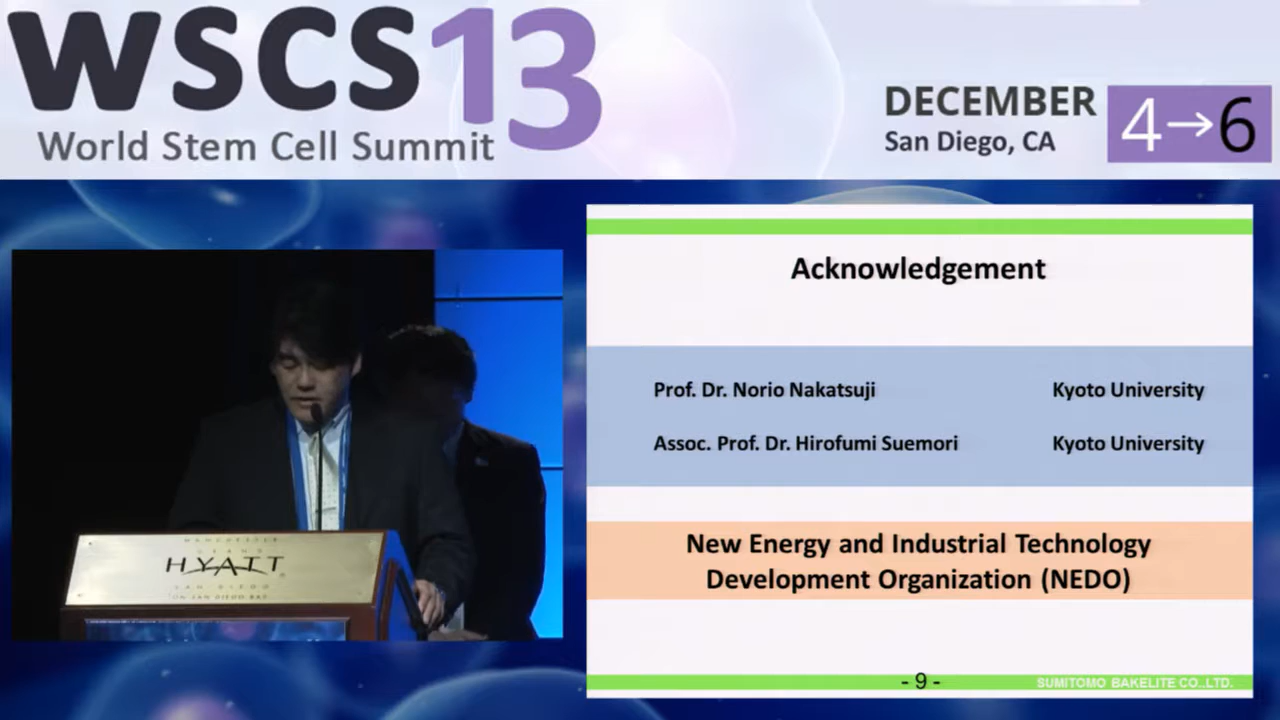 WSCS13
World Stem Cell Summit
DECEMBER
San Diego, CA
4→6
Acknowledgement
Prof. Dr. Norio Nakatsuji Kyoto University
Assoc. Prof. Dr. Hirofumi Suemori Kyoto University
New Energy and Industrial Technology
Development Organization (NEDO)
- 9 -
SUMITOMO BAKELITE CO.,LTD.
MANCHESTER
GRAND
HYATT
SAN DIEGO
ON SAN DIEGO BAY